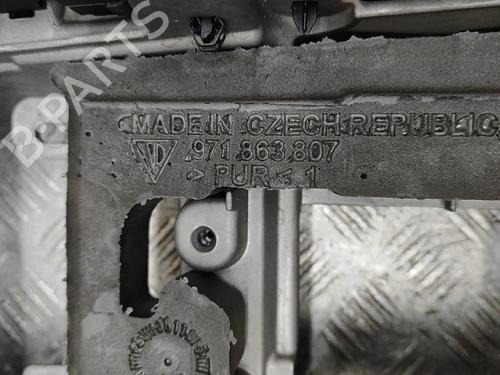 B-PARTS
MADE IN CZECH REPUBLIC
971 863 807
> PUR < 1